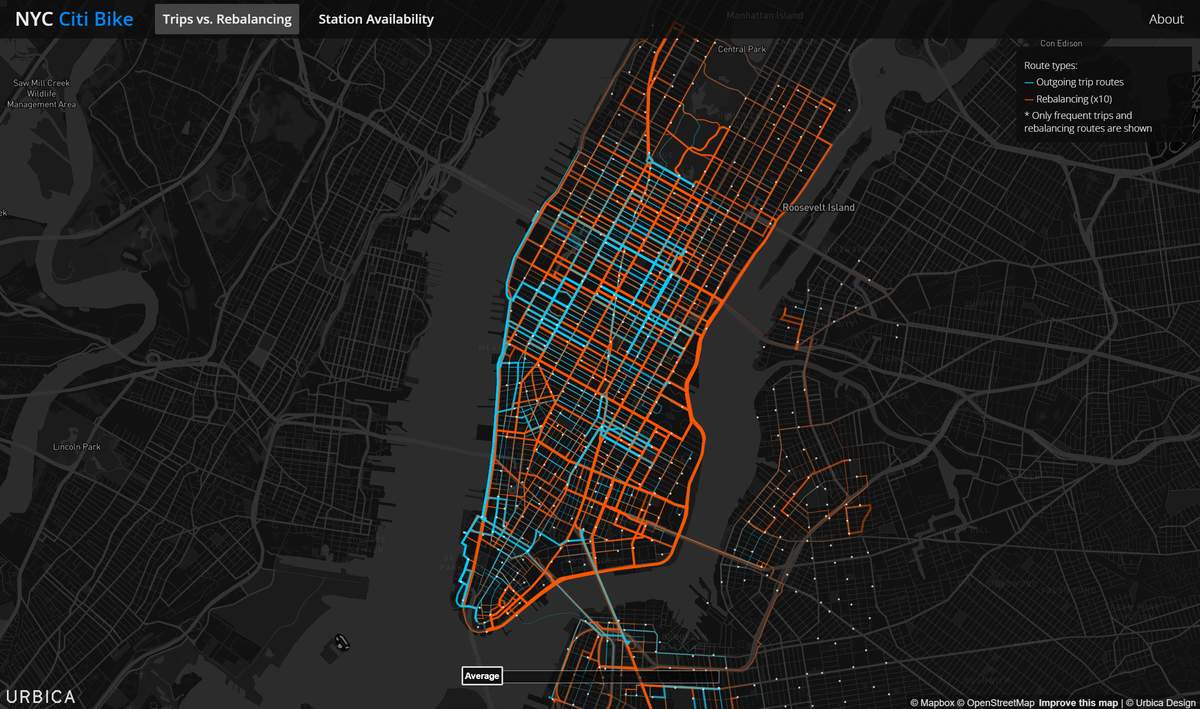 NYC Citi Bike
Trips vs. Rebalancing
Station Availability
About
Manhattan Island
Central Park
Con Edison
Saw Mill Creek
Wildlife
Management Area
Route types:
Outgoing trip routes
Rebalancing (x10)
* Only frequent trips and
rebalancing routes are shown
Roosevelt Island
Lincoln Park
Average
URBICA
© Mapbox © OpenStreetMap Improve this map | © Urbica Design